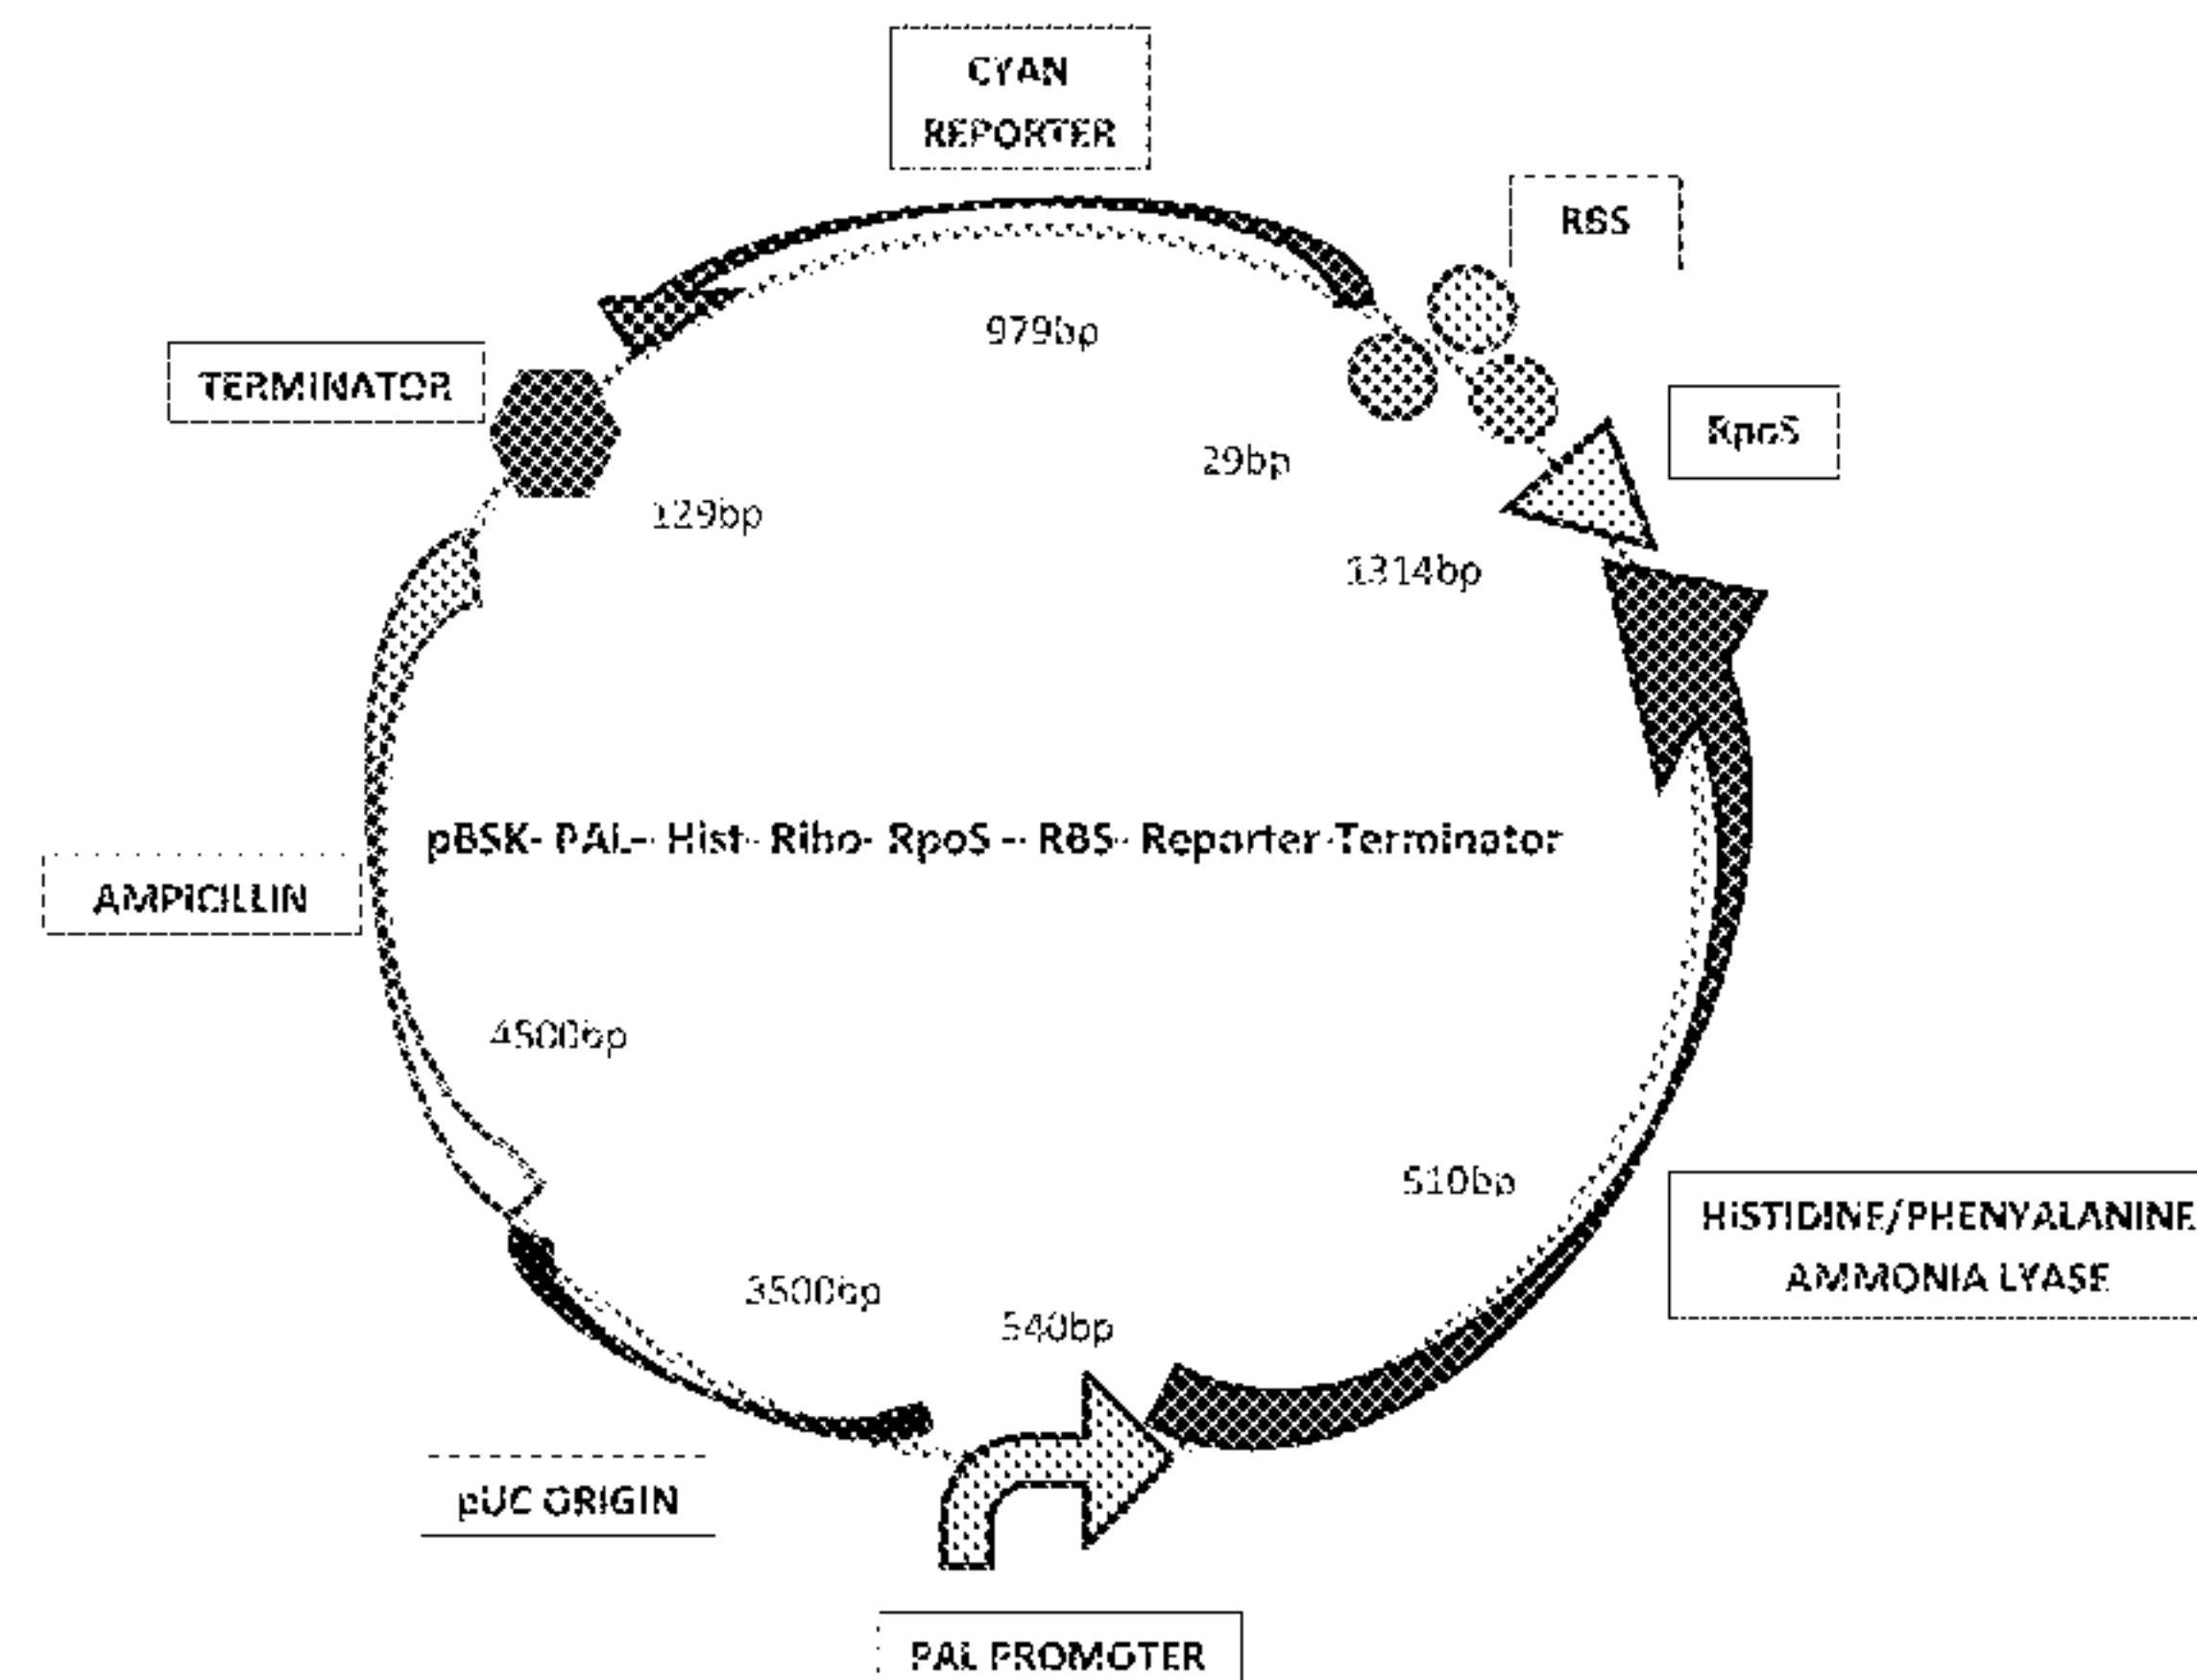 CYAN
REPORTER
RBS
979bp
TERMINATOR
RpoS
29bp
129bp
1314bp
pBSK- PAL-- Hist- Ribo- RpoS -- RBS- Reporter-Terminator
AMPICILLIN
4500bp
510bp
HISTIDINE/PHENYALANINE
AMMONIA LYASE
3500bp
540bp
pUC ORIGIN
PAL PROMOTER